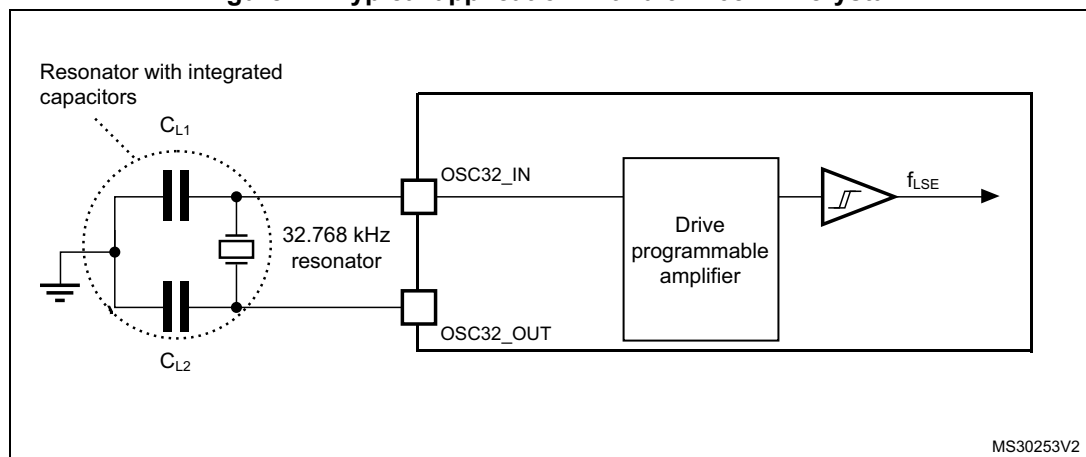 Resonator with integrated
capacitors
CL1
OSC32_IN
fLSE
Drive
programmable
amplifier
32.768 kHz
resonator
OSC32_OUT
CL2
MS30253V2